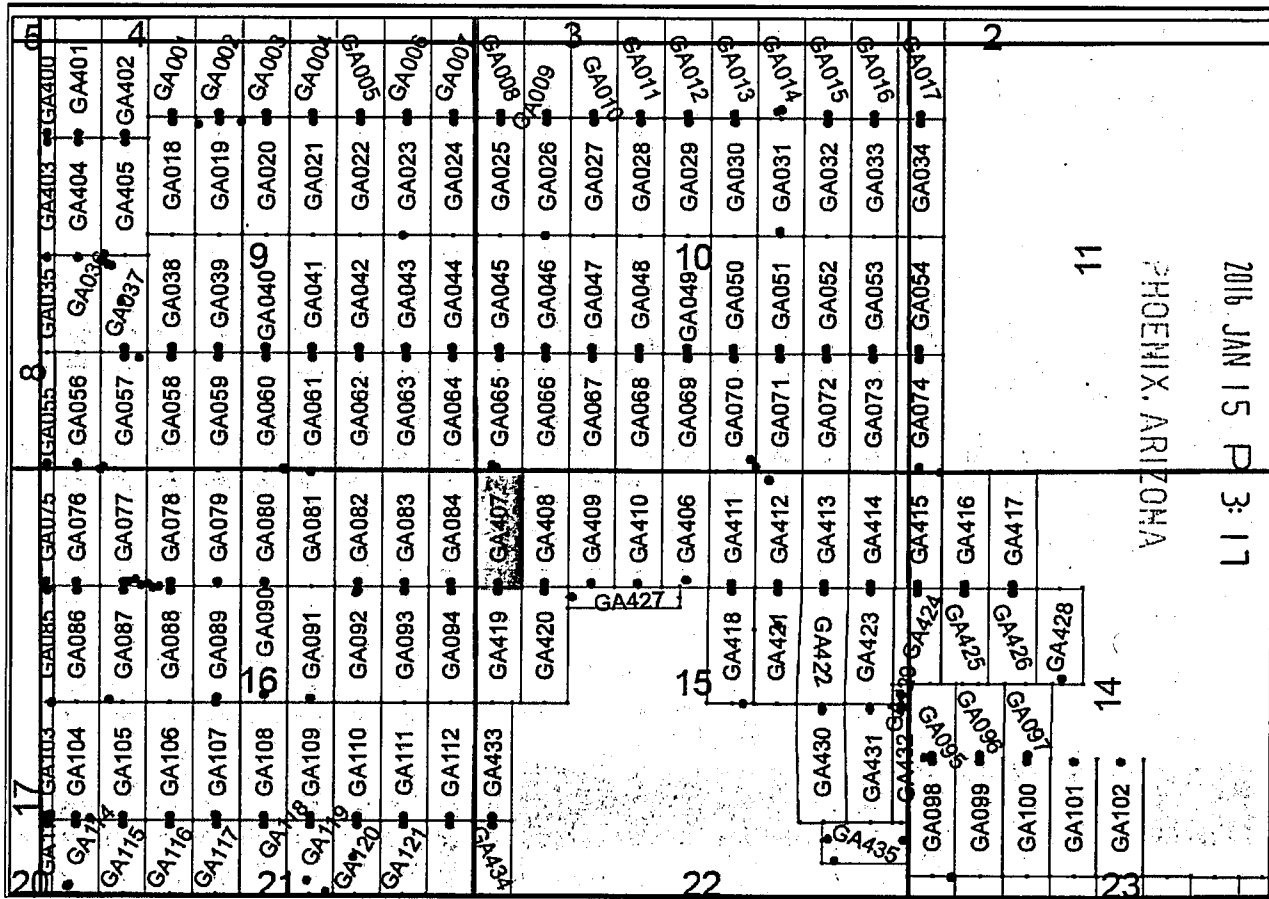 5 4 3 2
GA400 GA401 GA402 GA001 GA002 GA003 GA004 GA005 GA006 GA007 GA008 GA009 GA010 GA011 GA012 GA013 GA014 GA015 GA016 GA017
GA403 GA404 GA405 GA018 GA019 GA020 GA021 GA022 GA023 GA024 GA025 GA026 GA027 GA028 GA029 GA030 GA031 GA032 GA033 GA034
9 10 11
GA035 GA036 GA037 GA038 GA039 GA040 GA041 GA042 GA043 GA044 GA045 GA046 GA047 GA048 GA049 GA050 GA051 GA052 GA053 GA054
8
GA055 GA056 GA057 GA058 GA059 GA060 GA061 GA062 GA063 GA064 GA065 GA066 GA067 GA068 GA069 GA070 GA071 GA072 GA073 GA074
2016 JAN 15 P 3:17
PHOENIX, ARIZONA
GA075 GA076 GA077 GA078 GA079 GA080 GA081 GA082 GA083 GA084 GA407 GA408 GA409 GA410 GA406 GA411 GA412 GA413 GA414 GA415 GA416 GA417
GA427
GA085 GA086 GA087 GA088 GA089 GA090 GA091 GA092 GA093 GA094 GA419 GA420 GA418 GA421 GA422 GA423 GA424 GA425 GA426 GA428
16 15 14
GA095 GA096 GA097
17
GA103 GA104 GA105 GA106 GA107 GA108 GA109 GA110 GA111 GA112 GA433 GA430 GA431 GA432 GA098 GA099 GA100 GA101 GA102
GA114 GA115 GA116 GA117 GA118 GA119 GA120 GA121 GA434 GA435
20 21 22 23